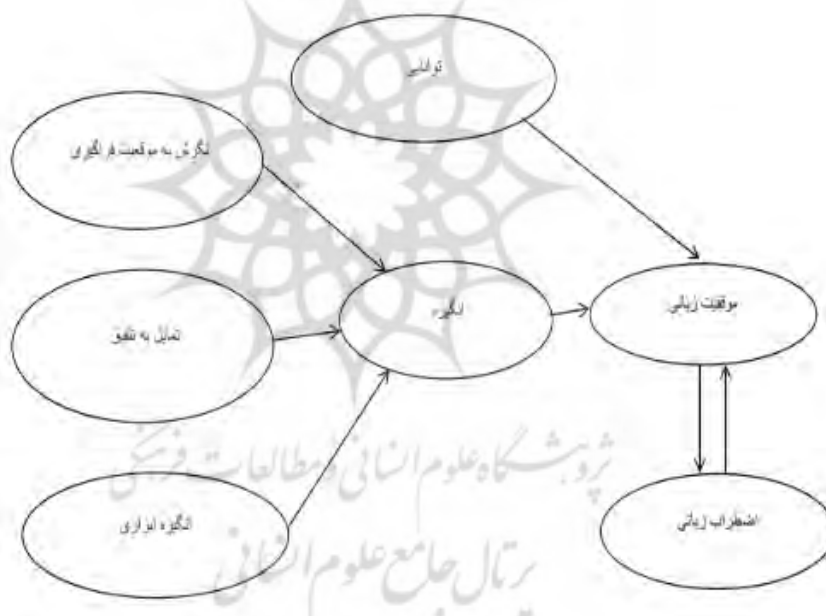 توانایی
نگرش به موقعیت فراگیری
انگیزه
موفقیت زبانی
تمایل به تلفیق
انگیزه ابزاری
اضطراب زبانی
پژوهشگاه علوم انسانی و مطالعات فرهنگی
پرتال جامع علوم انسانی